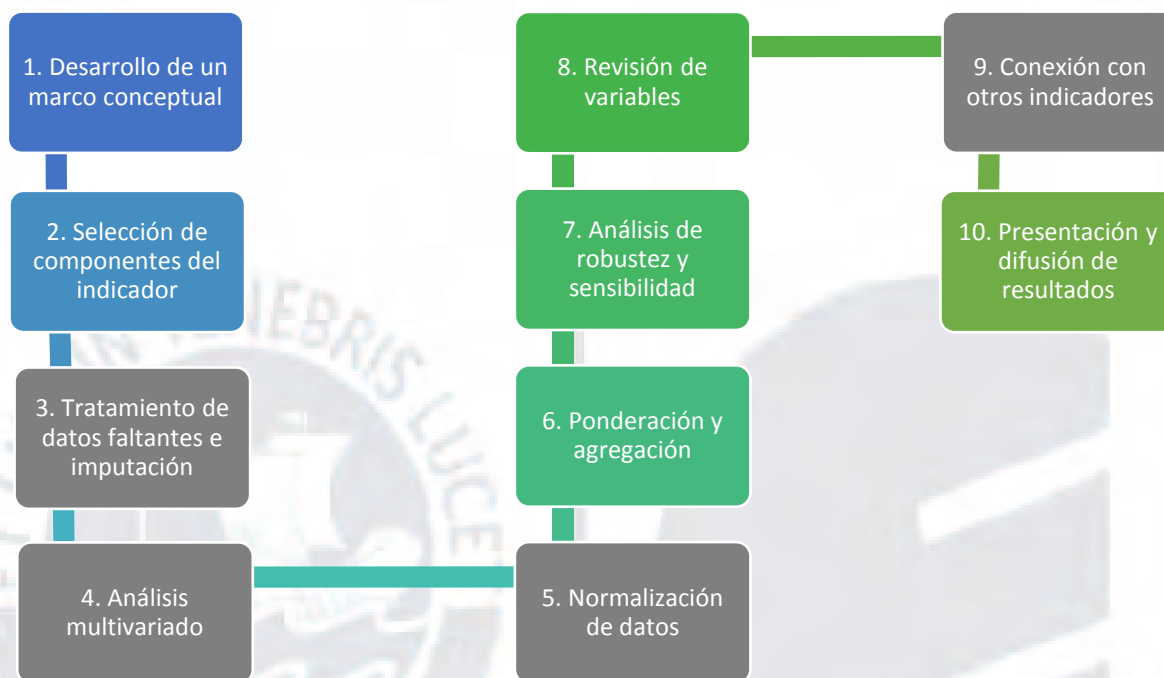 1. Desarrollo de un
marco conceptual
2. Selección de
componentes del
indicador
3. Tratamiento de
datos faltantes e
imputación
4. Análisis
multivariado
5. Normalización
de datos
6. Ponderación y
agregación
7. Análisis de
robustez y
sensibilidad
8. Revisión de
variables
9. Conexión con
otros indicadores
10. Presentación y
difusión de
resultados